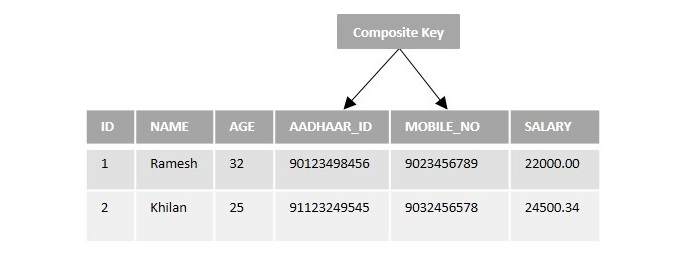 Composite Key
ID NAME AGE AADHAAR_ID MOBILE_NO SALARY
1 Ramesh 32 90123498456 9023456789 22000.00
2 Khilan 25 91123249545 9032456578 24500.34